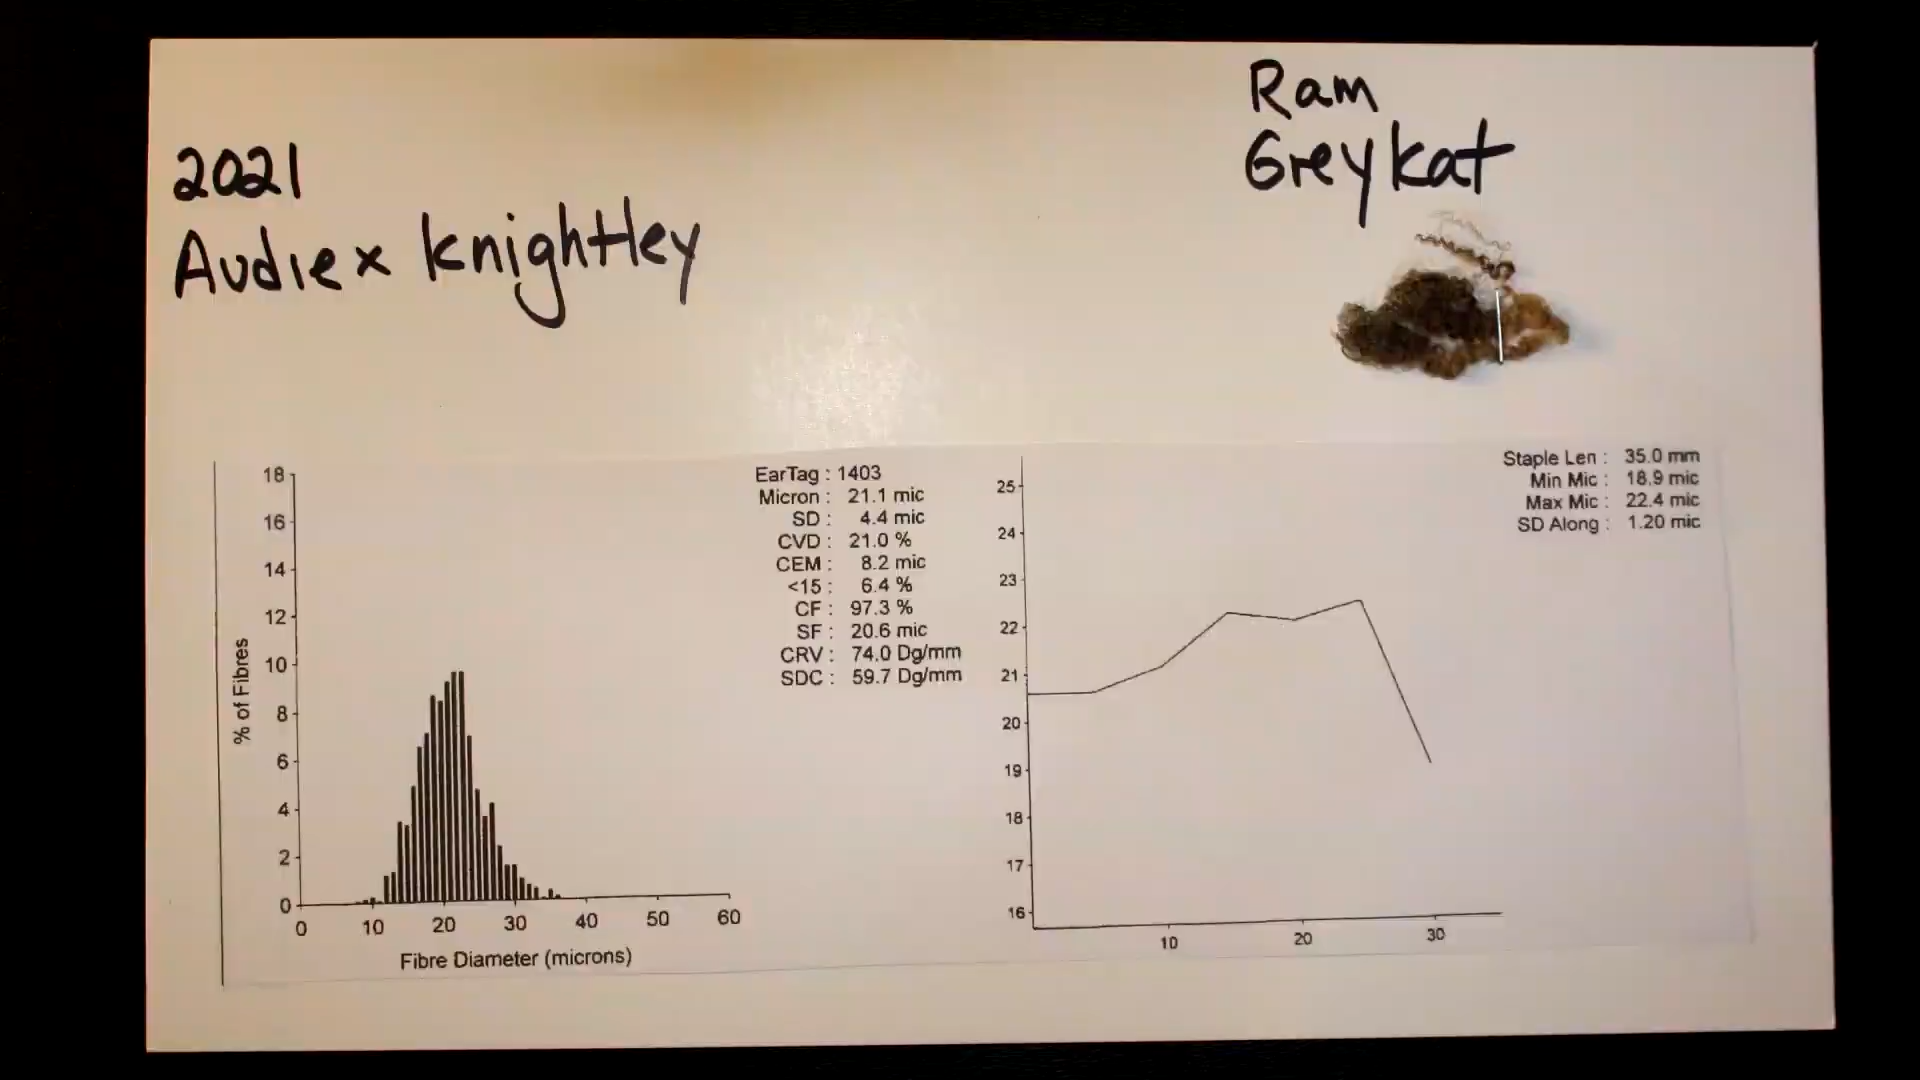 Ram
Greykat
2021
Audie x Knightley
18
16
14
12
10
8
6
4
2
0
% of Fibres
0 10 20 30 40 50 60
Fibre Diameter (microns)
EarTag : 1403
Micron : 21.1 mic
SD : 4.4 mic
CVD : 21.0 %
CEM : 8.2 mic
<15 : 6.4 %
CF : 97.3 %
SF : 20.6 mic
CRV : 74.0 Dg/mm
SDC : 59.7 Dg/mm
25
24
23
22
21
20
19
18
17
16
10 20 30
Staple Len : 35.0 mm
Min Mic : 18.9 mic
Max Mic : 22.4 mic
SD Along : 1.20 mic